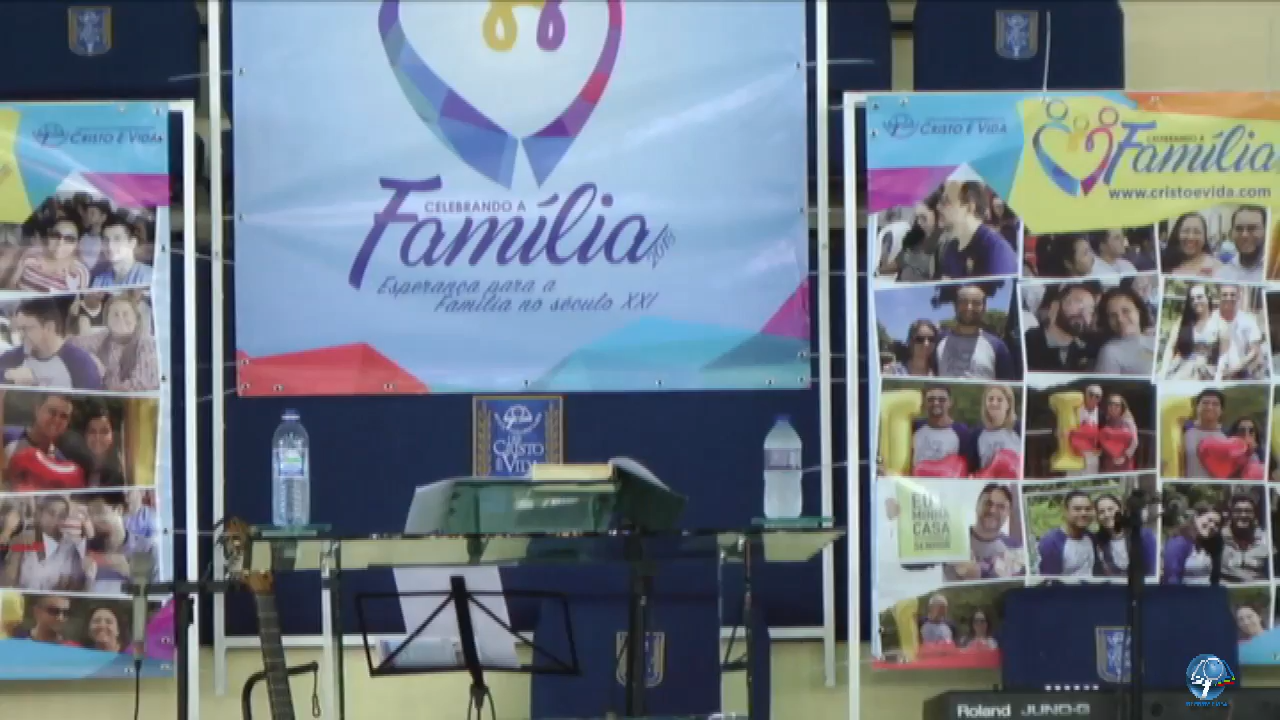 CRISTO É VIDA
CELEBRANDO A
Família
2016
Esperança para a
Família no século XXI
CRISTO É VIDA
CELEBRANDO A
Família
www.cristoevida.com
CRISTO
É VIDA
EU E
MINHA
CASA
Roland JUNO-G